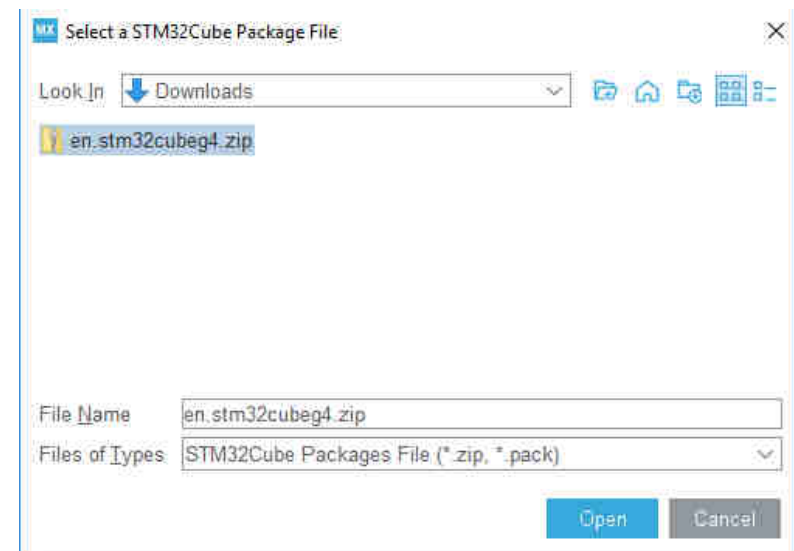 MX Select a STM32Cube Package File
Look In Downloads
en.stm32cubeg4.zip
File Name en.stm32cubeg4.zip
Files of Types STM32Cube Packages File (*.zip, *.pack)
Open Cancel